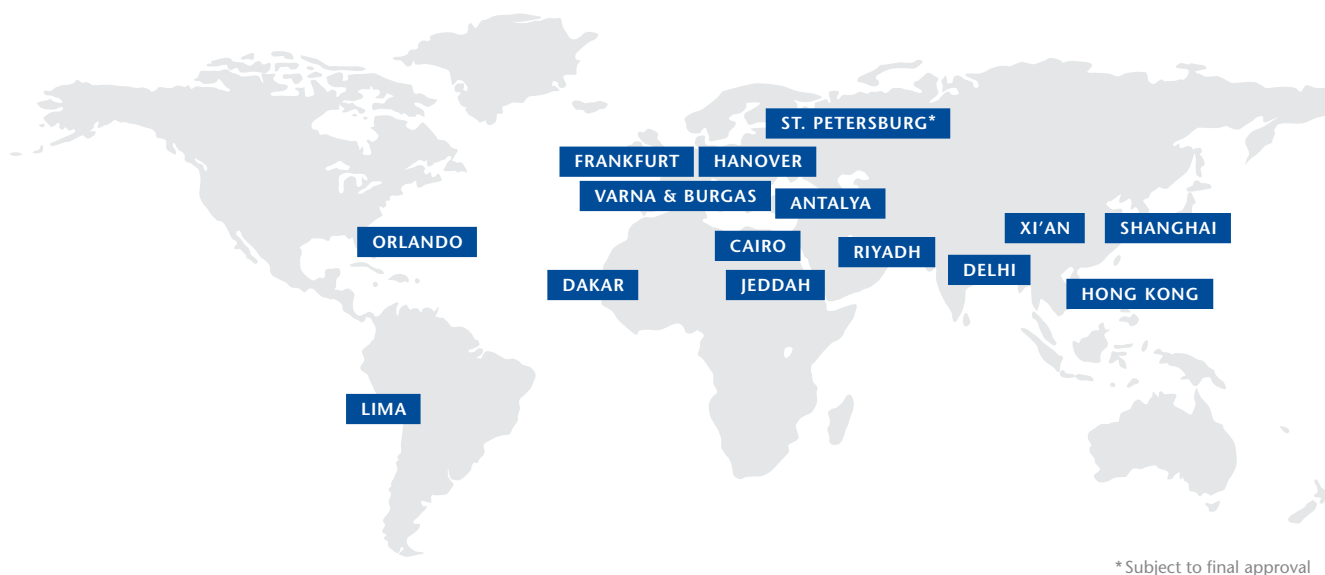 ST. PETERSBURG*
FRANKFURT
HANOVER
VARNA & BURGAS
ANTALYA
ORLANDO
CAIRO
RIYADH
XI’AN
SHANGHAI
DAKAR
JEDDAH
DELHI
HONG KONG
LIMA
* Subject to final approval